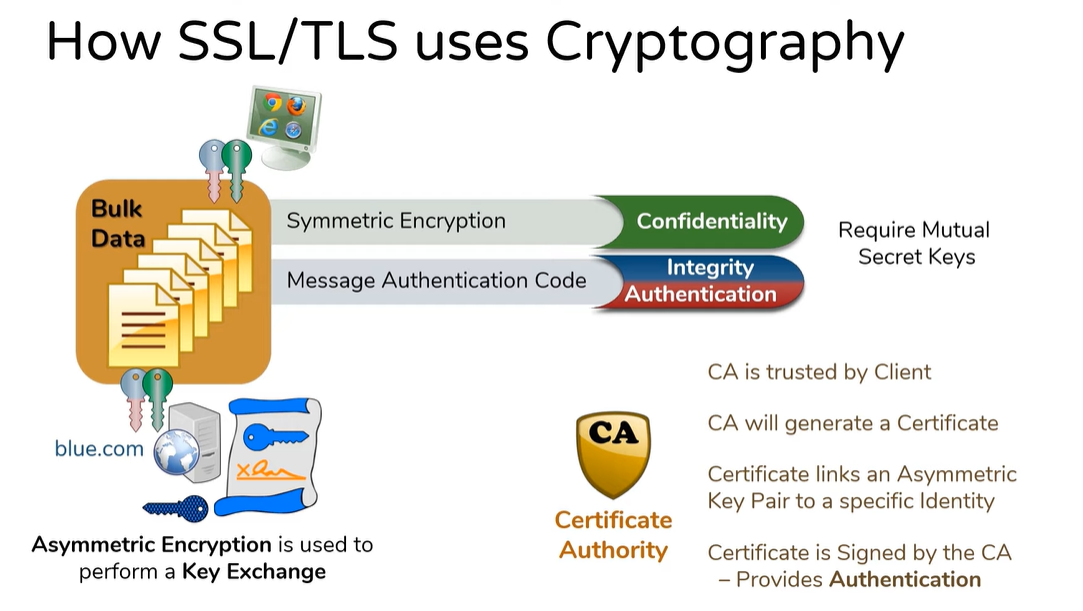 How SSL/TLS uses Cryptography
Bulk
Data
Symmetric Encryption
Confidentiality
Message Authentication Code
Integrity
Authentication
Require Mutual
Secret Keys
blue.com
Asymmetric Encryption is used to
perform a Key Exchange
CA
Certificate
Authority
CA is trusted by Client
CA will generate a Certificate
Certificate links an Asymmetric
Key Pair to a specific Identity
Certificate is Signed by the CA
– Provides Authentication